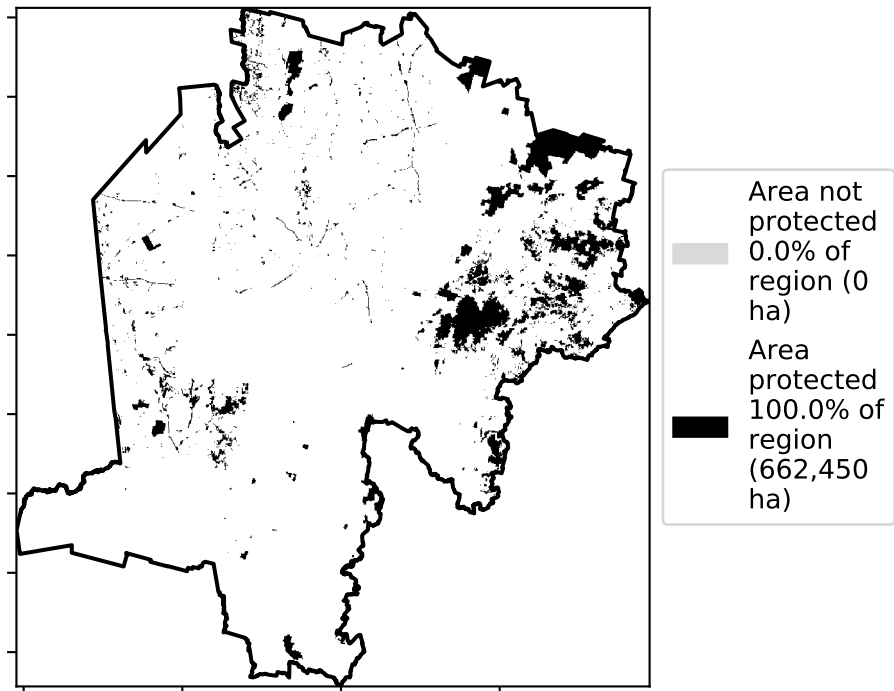 Area not
protected
0.0% of
region (0
ha)
Area
protected
100.0% of
region
(662,450
ha)